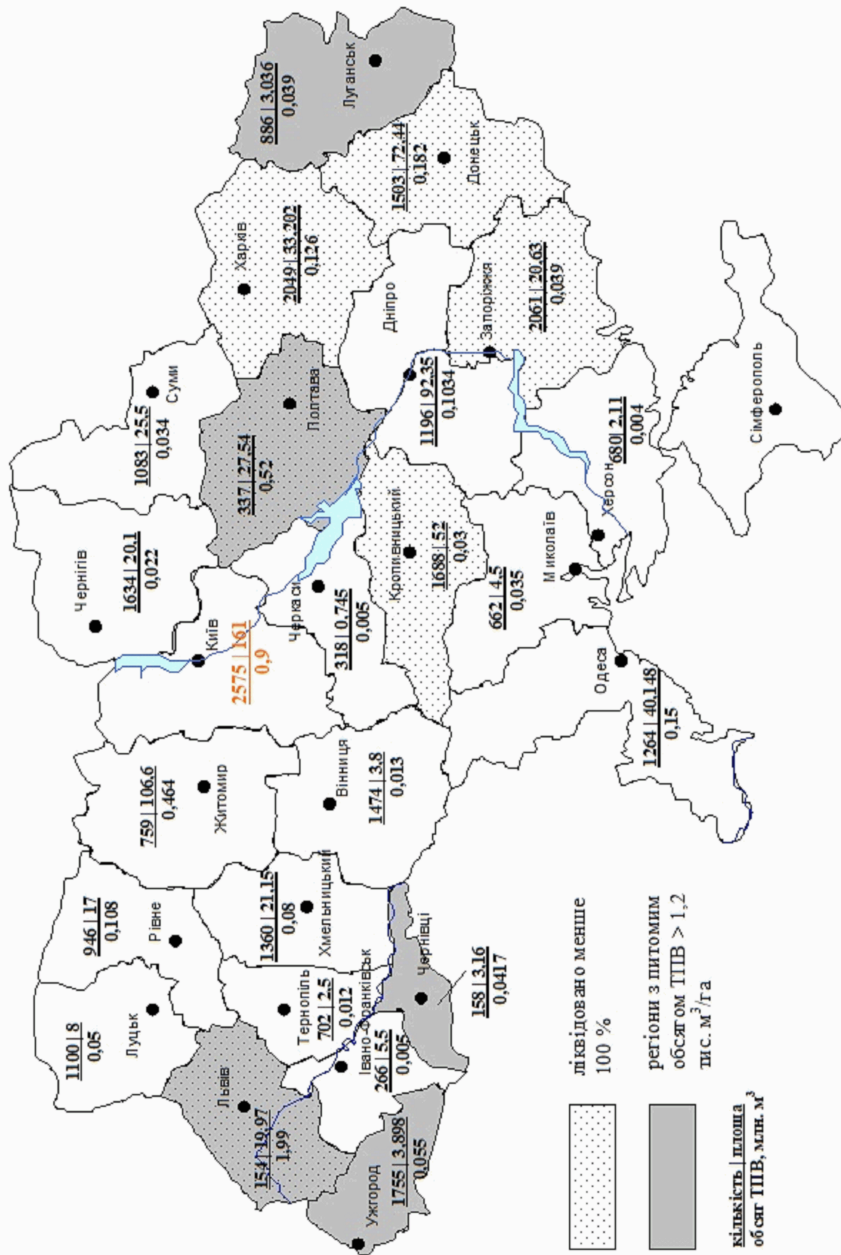 Луцьк
1100 | 8
0,05
946 | 17
0,108
Рівне
759 | 106.6
0,464
Житомир
Київ
2575 | 161
0,9
Чернігів
1634 | 20.1
0,022
1083 | 25.5
0,034
Суми
Львів
154 | 19.97
1,99
Тернопіль
702 | 2.5
0,012
1360 | 21.15
0,08
Хмельницький
Вінниця
1474 | 3.8
0,013
Черкаси
318 | 0.745
0,005
337 | 27.54
0,52
Полтава
Харків
2049 | 33.202
0,126
886 | 3.036
0,039
Луганськ
Ужгород
1755 | 3.898
0,055
Івано-Франківськ
266 | 5.5
0,005
Чернівці
158 | 3.16
0,0417
Кропивницький
1688 | 52
0,03
Дніпро
1196 | 92.35
0,1034
1503 | 72.44
0,182
Донецьк
Запоріжжя
2061 | 20.63
0,039
662 | 4.5
0,035
Миколаїв
Херсон
680 | 2.11
0,004
Одеса
1264 | 40.148
0,15
Сімферополь
ліквідовано менше
100 %
регіони з питомим
обсягом ТПВ > 1,2
тис. м³/га
кількість | площа
обсяг ТПВ, млн. м³